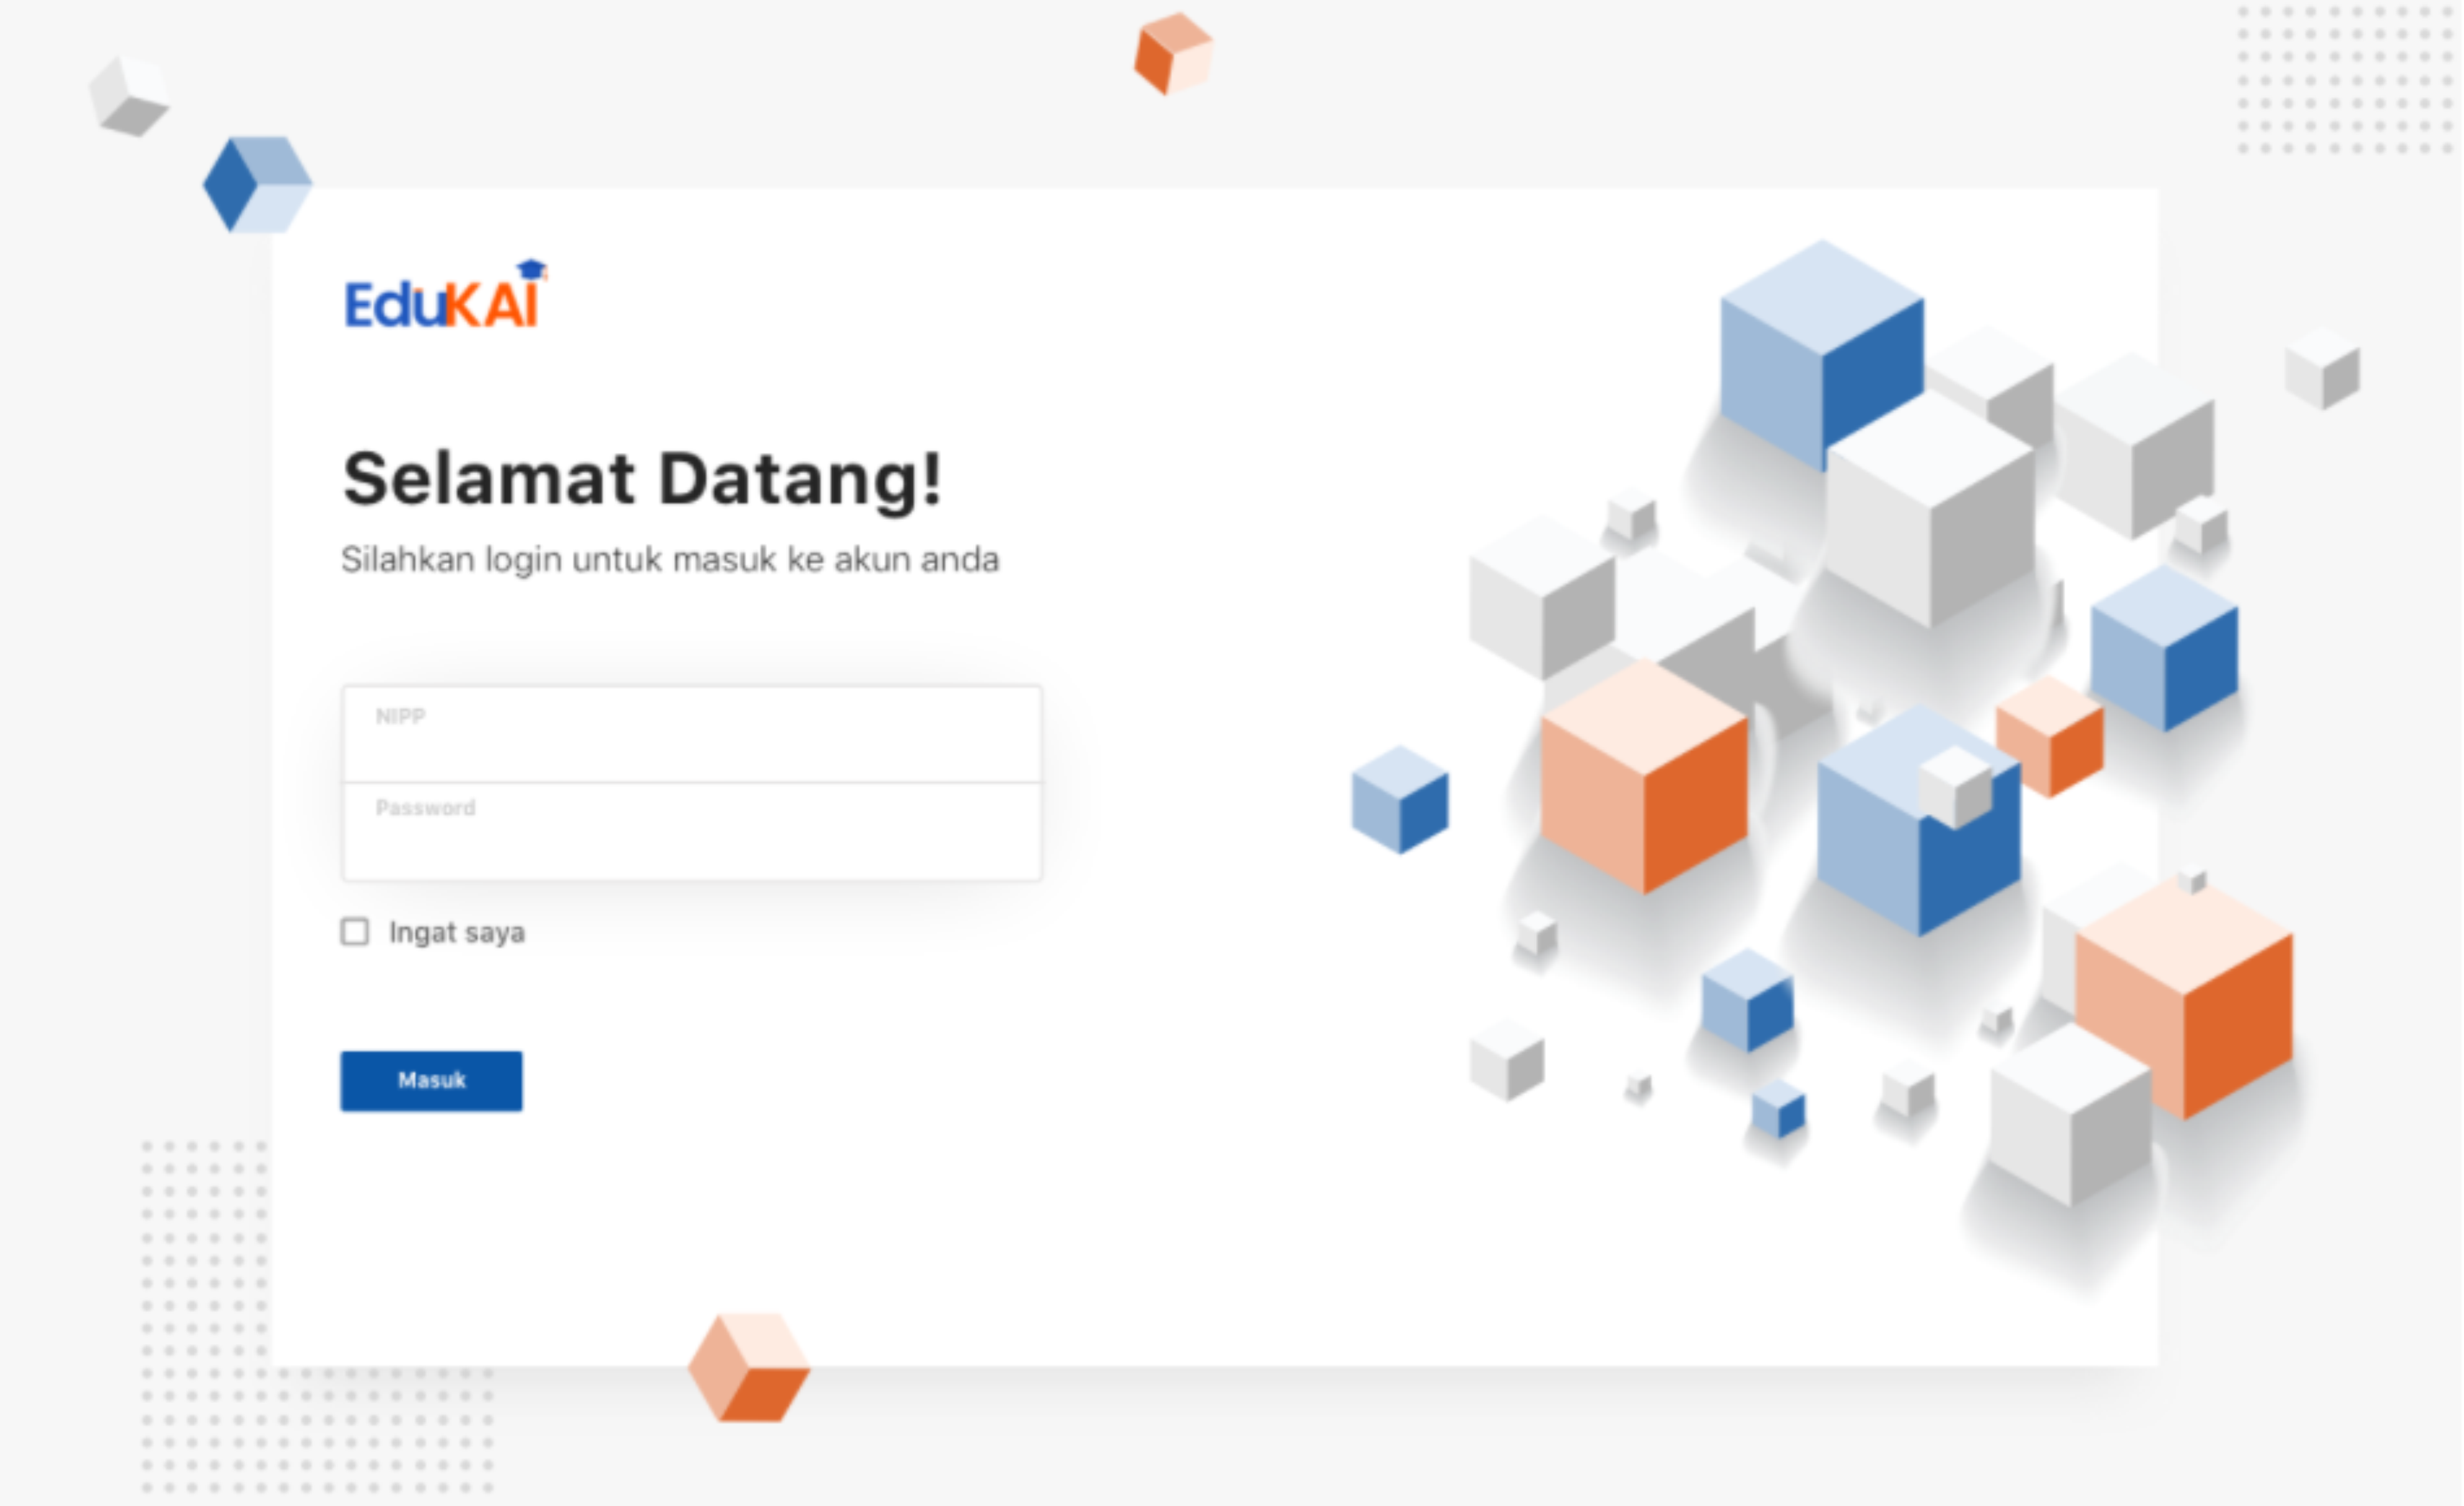 EduKAI
Selamat Datang!
Silahkan login untuk masuk ke akun anda
NIPP
Password
Ingat saya
Masuk